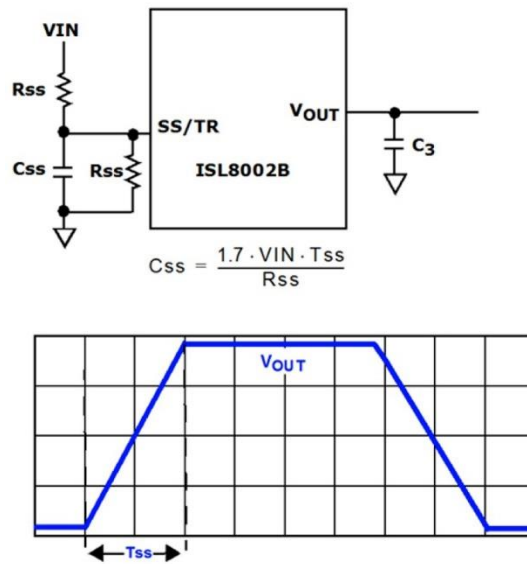 VIN
Rss
SS/TR
VOUT
C3
Css
Rss
ISL8002B
Css = 1.7 · VIN · Tss / Rss
VOUT
Tss